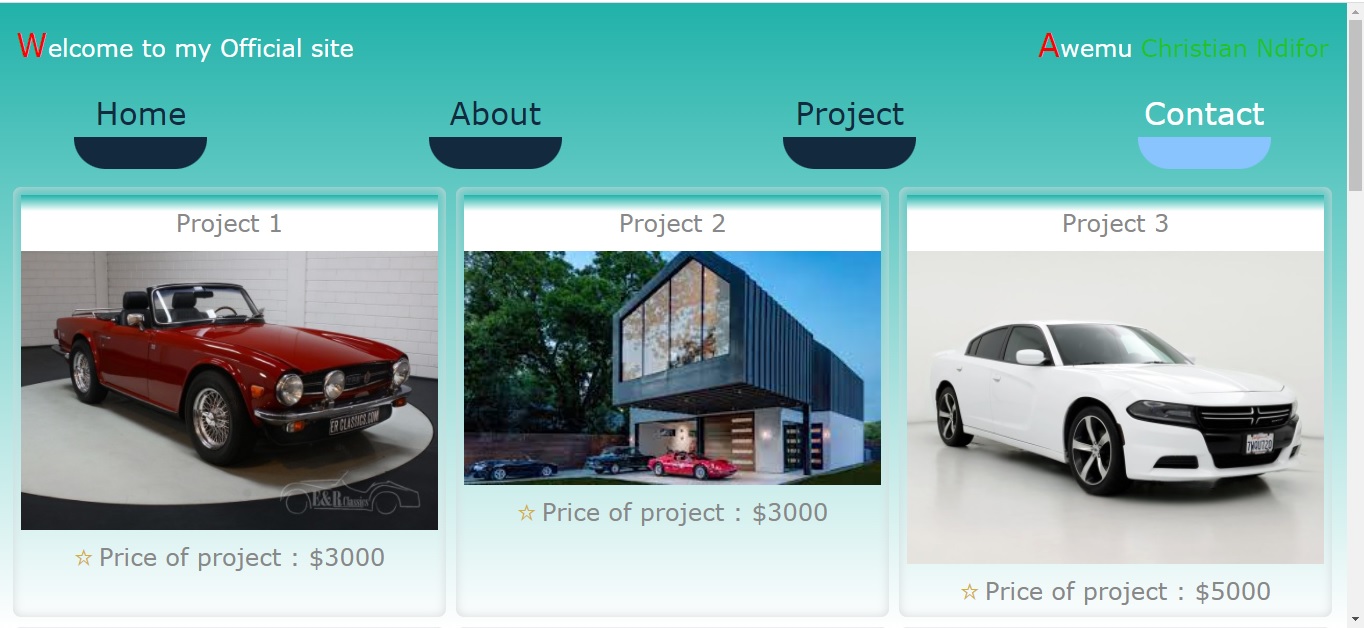 Welcome to my Official site
Awemu Christian Ndifor
Home
About
Project
Contact
Project 1
Project 2
Project 3
ER CLASSICS.COM
E&R Classics
☆ Price of project : $3000
☆ Price of project : $3000
☆ Price of project : $5000